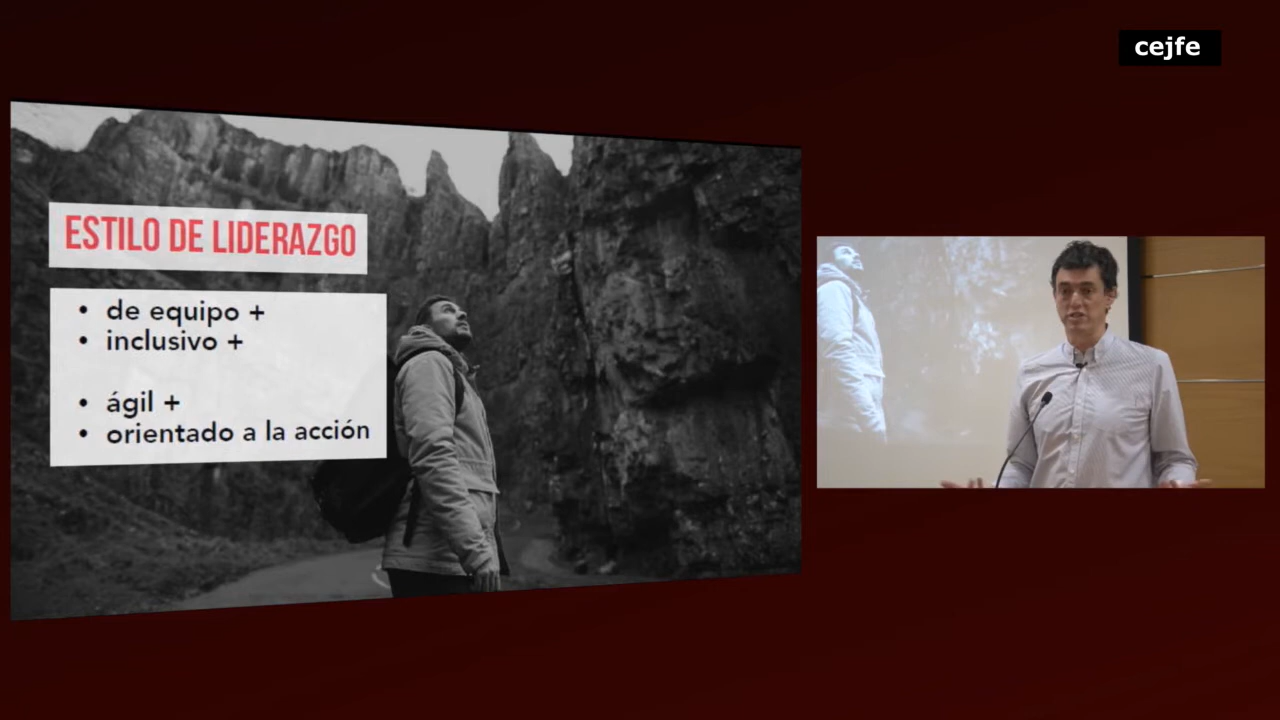 cejfe
ESTILO DE LIDERAZGO
• de equipo +
• inclusivo +
• ágil +
• orientado a la acción